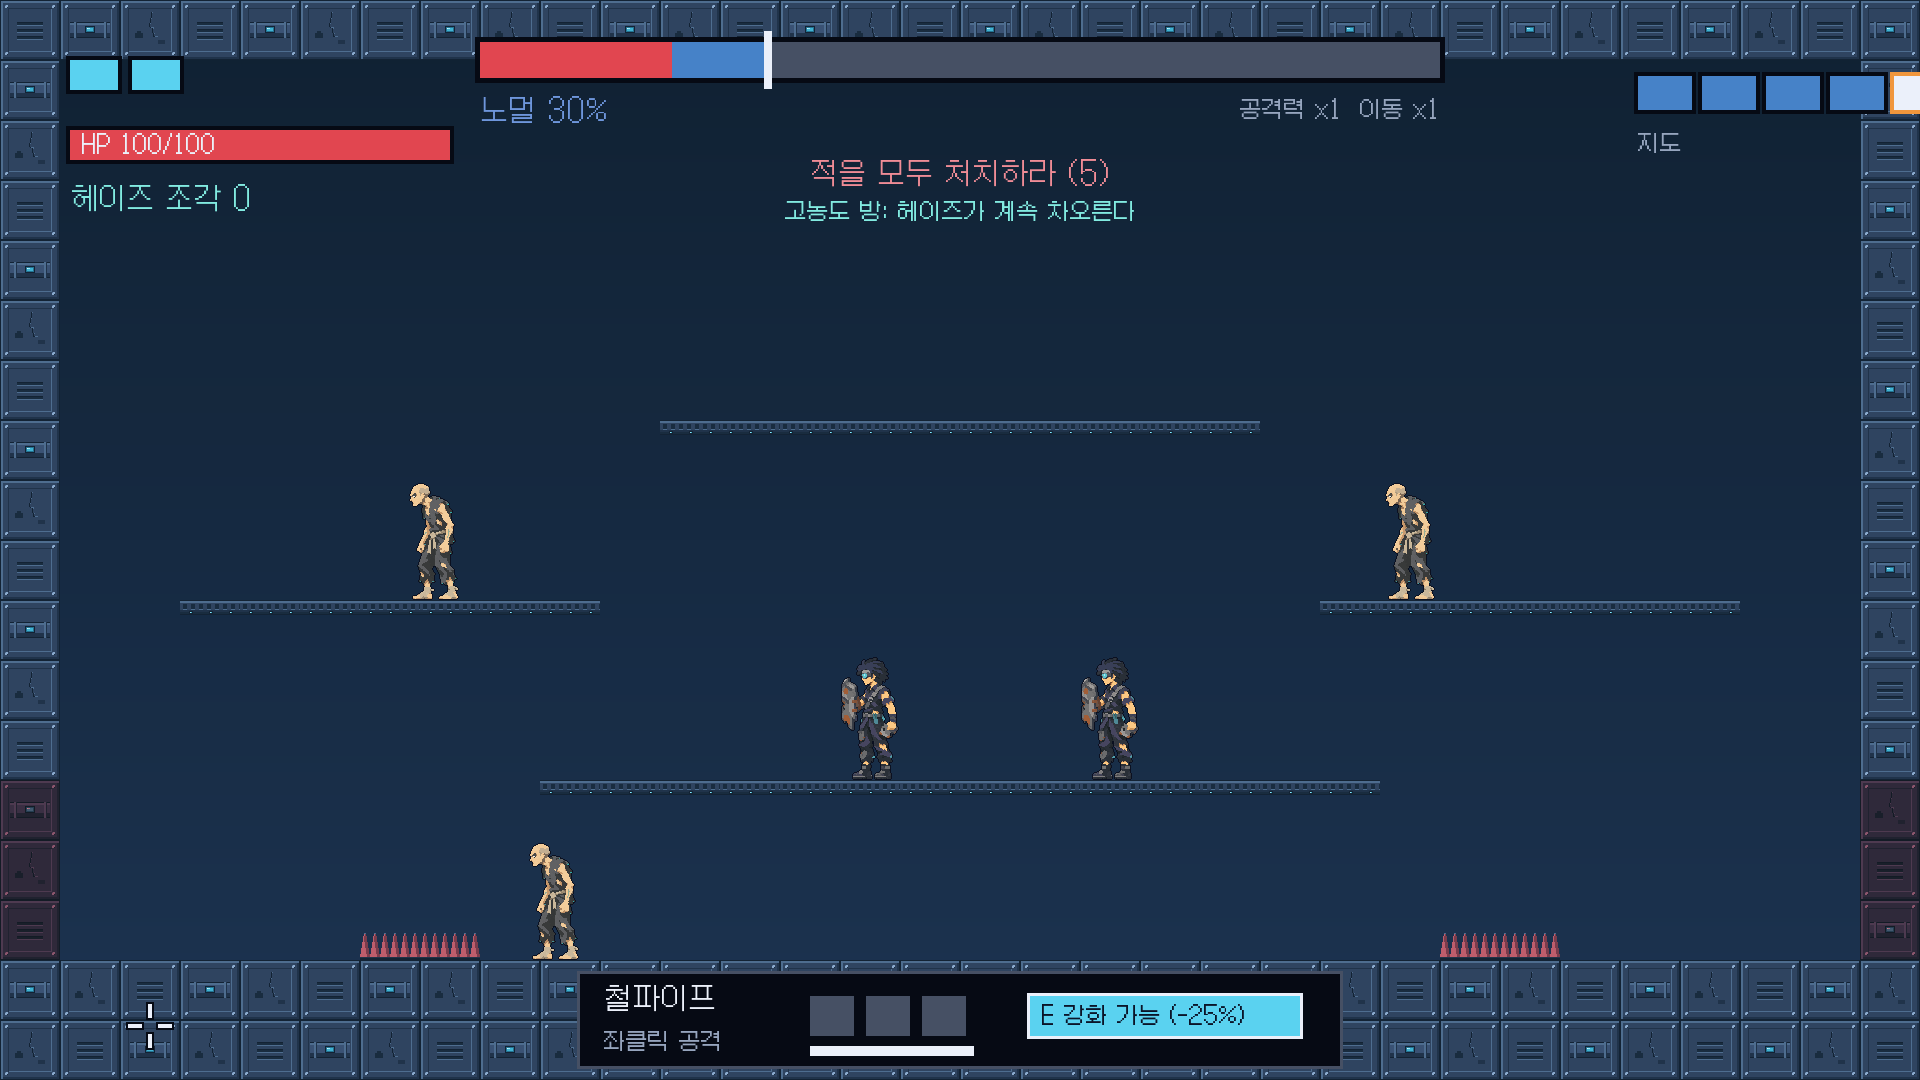 HP 100/100
헤이즈 조각 0
노멀 30%
공격력 x1 이동 x1
적을 모두 처치하라 (5)
고농도 방: 헤이즈가 계속 차오른다
지도
철파이프
좌클릭 공격
E 강화 가능 (-25%)